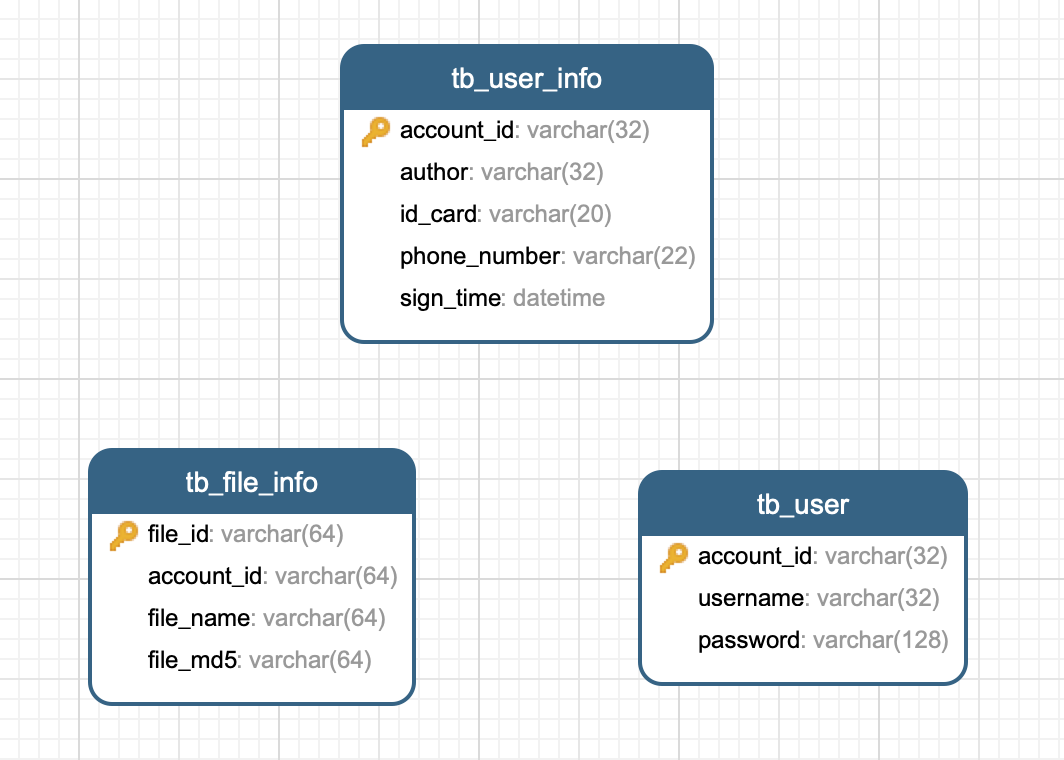 tb_user_info
account_id: varchar(32)
author: varchar(32)
id_card: varchar(20)
phone_number: varchar(22)
sign_time: datetime
tb_file_info
file_id: varchar(64)
account_id: varchar(64)
file_name: varchar(64)
file_md5: varchar(64)
tb_user
account_id: varchar(32)
username: varchar(32)
password: varchar(128)